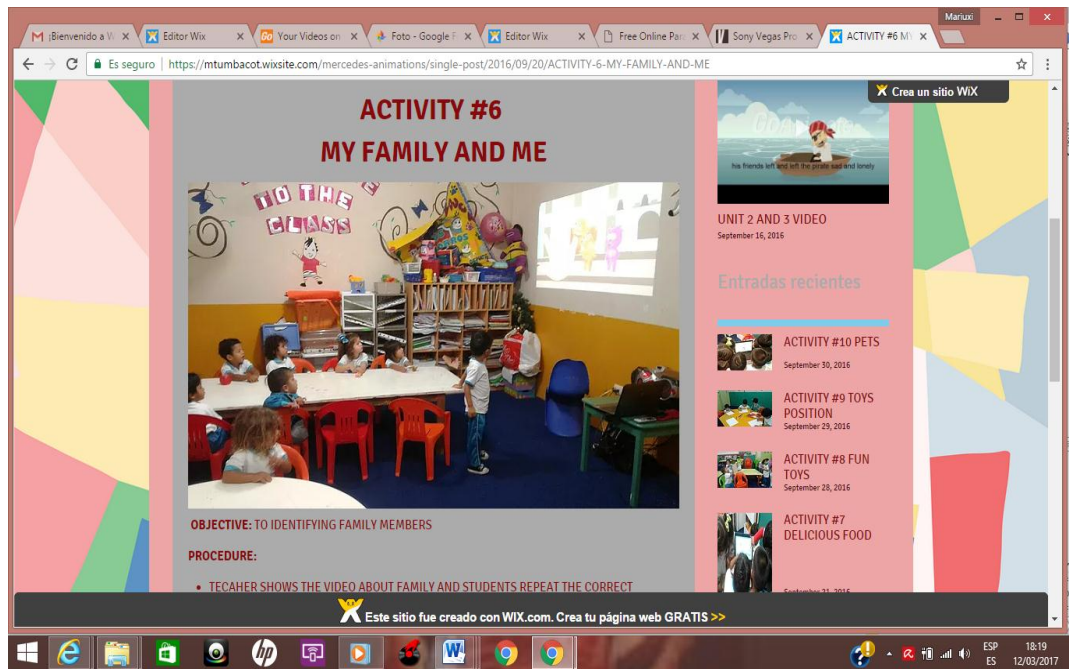 Mariuxi
¡Bienvenido a W
Editor Wix
Your Videos on
Foto - Google F
Editor Wix
Free Online Par
Sony Vegas Pro
ACTIVITY #6 MY
Es seguro
https://mtumbacot.wixsite.com/mercedes-animations/single-post/2016/09/20/ACTIVITY-6-MY-FAMILY-AND-ME
Crea un sitio WiX
ACTIVITY #6
MY FAMILY AND ME
TO THE
CLASS
OBJECTIVE: TO IDENTIFYING FAMILY MEMBERS
PROCEDURE:
• TECAHER SHOWS THE VIDEO ABOUT FAMILY AND STUDENTS REPEAT THE CORRECT
his friends left and left the pirate sad and lonely
UNIT 2 AND 3 VIDEO
September 16, 2016
Entradas recientes
ACTIVITY #10 PETS
September 30, 2016
ACTIVITY #9 TOYS
POSITION
September 29, 2016
ACTIVITY #8 FUN
TOYS
September 28, 2016
ACTIVITY #7
DELICIOUS FOOD
September 21, 2016
Este sitio fue creado con WIX.com. Crea tu página web GRATIS >>
ESP
ES
18:19
12/03/2017